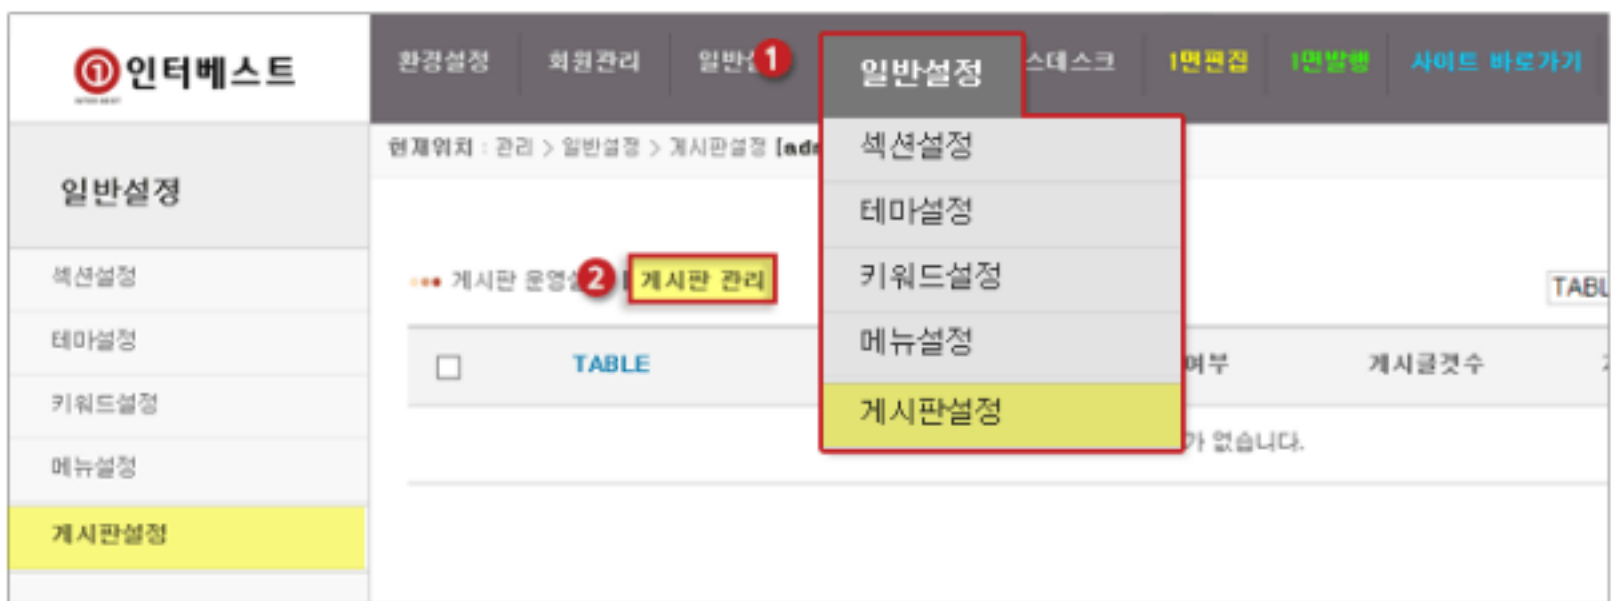 인터베스트
환경설정 회원관리 일반설 1 일반설정 스데스크 1면편집 1면발행 사이트 바로가기
현재위치 : 관리 > 일반설정 > 게시판설정 [adm
일반설정
섹션설정
테마설정
키워드설정
메뉴설정
게시판설정
섹션설정
테마설정
키워드설정
메뉴설정
게시판설정
게시판 운영설 2 게시판 관리
TABL
TABLE 여부 게시글갯수
가 없습니다.